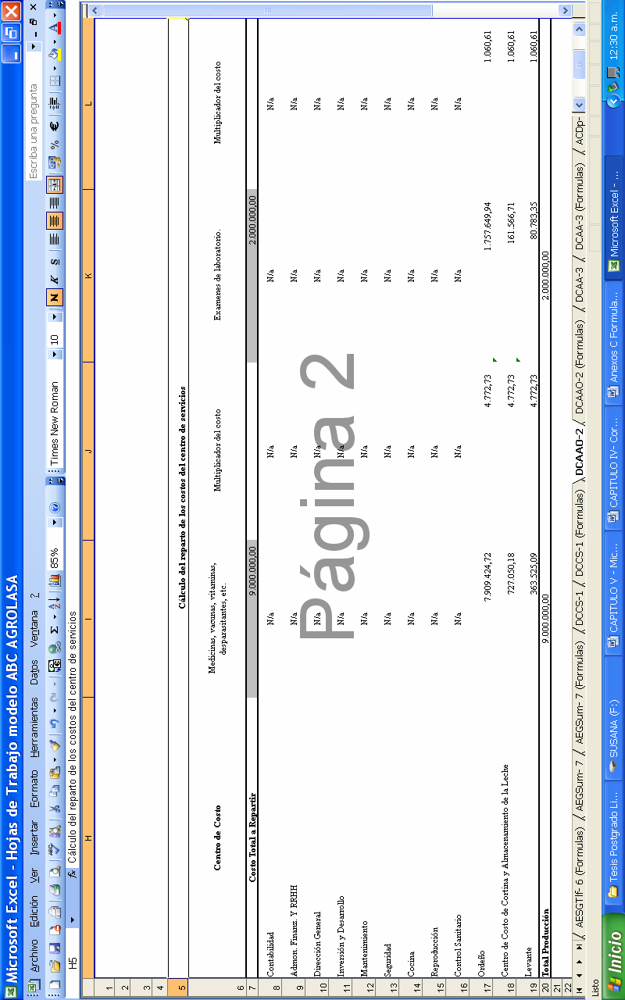 Microsoft Excel - Hojas de Trabajo modelo ABC AGROLASA
Archivo Edición Ver Insertar Formato Herramientas Datos Ventana ?
Escriba una pregunta
85%
Times New Roman
10
N K S
% €
H5
fx Cálculo del reparto de los costos del centro de servicios
H I J K L
1
2
3
4
5 Cálculo del reparto de los costos del centro de servicios
Medicinas, vacunas, vitaminas,
6 Centro de Costo desparasitantes, etc. Multiplicador del costo Examenes de laboratorio. Multiplicador del costo
7 Costo Total a Repartir 9.000.000,00 2.000.000,00
8 Contabilidad N/a N/a N/a N/a
9 Admon. Finanz. Y RRHH N/a N/a N/a N/a
10 Dirección General N/a N/a N/a N/a
11 Inversión y Desarrollo N/a N/a N/a N/a
12 Mantenimiento N/a N/a N/a N/a
13 Seguridad N/a N/a N/a N/a
14 Cocina N/a N/a N/a N/a
15 Reproducción N/a N/a N/a N/a
16 Control Sanitario N/a N/a N/a N/a
17 Ordeño 7.909.424,72 4.772,73 1.757.649,94 1.060,61
18 Centro de Costo de Cortina y Almacenamiento de la Leche 727.050,18 4.772,73 161.566,71 1.060,61
19 Levante 363.525,09 4.772,73 80.783,35 1.060,61
20 Total Producción 9.000.000,00 2.000.000,00
21
22
Página 2
AESGTIf- 6 (Formulas) AEGSum- 7 AEGSum- 7 (Formulas) DCCS-1 DCCS-1 (Formulas) DCAAO-2 DCAAO-2 (Formulas) DCAA-3 DCAA-3 (Formulas) ACDp-
Listo
Inicio
Tesis Postgrado Li...
SUSANA (F:)
CAPITULO V - Mic...
CAPITULO IV- Cor...
Anexos C Formula...
Microsoft Excel - ...
12:30 a.m.